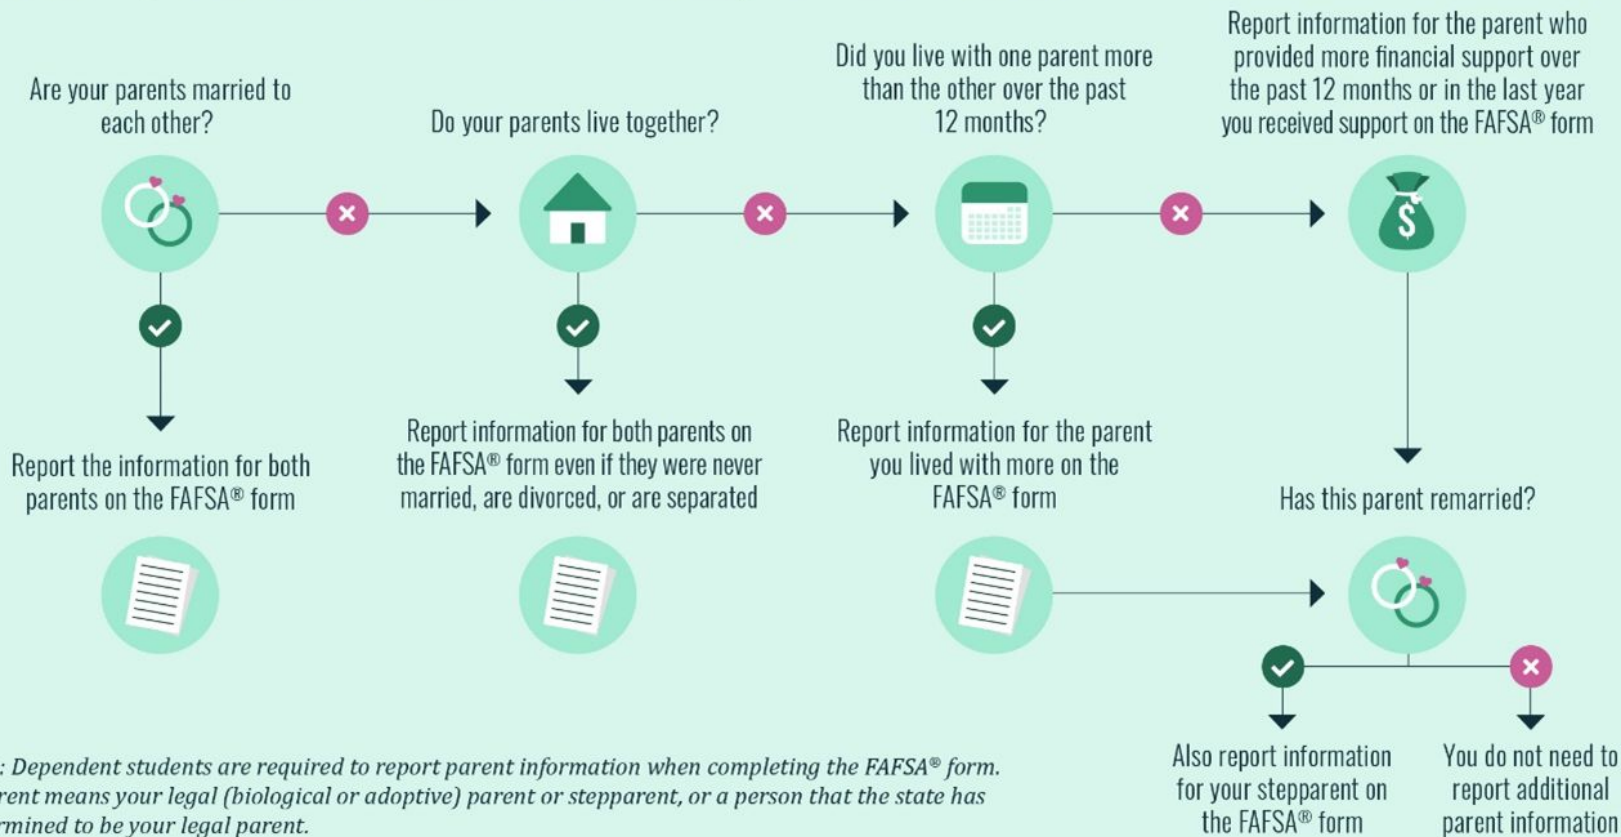 Are your parents married to
each other?
Do your parents live together?
Did you live with one parent more
than the other over the past
12 months?
Report information for the parent who
provided more financial support over
the past 12 months or in the last year
you received support on the FAFSA® form
Report the information for both
parents on the FAFSA® form
Report information for both parents on
the FAFSA® form even if they were never
married, are divorced, or are separated
Report information for the parent
you lived with more on the
FAFSA® form
Has this parent remarried?
$
Also report information
for your stepparent on
the FAFSA® form
You do not need to
report additional
parent information
: Dependent students are required to report parent information when completing the FAFSA® form.
rent means your legal (biological or adoptive) parent or stepparent, or a person that the state has
rmined to be your legal parent.